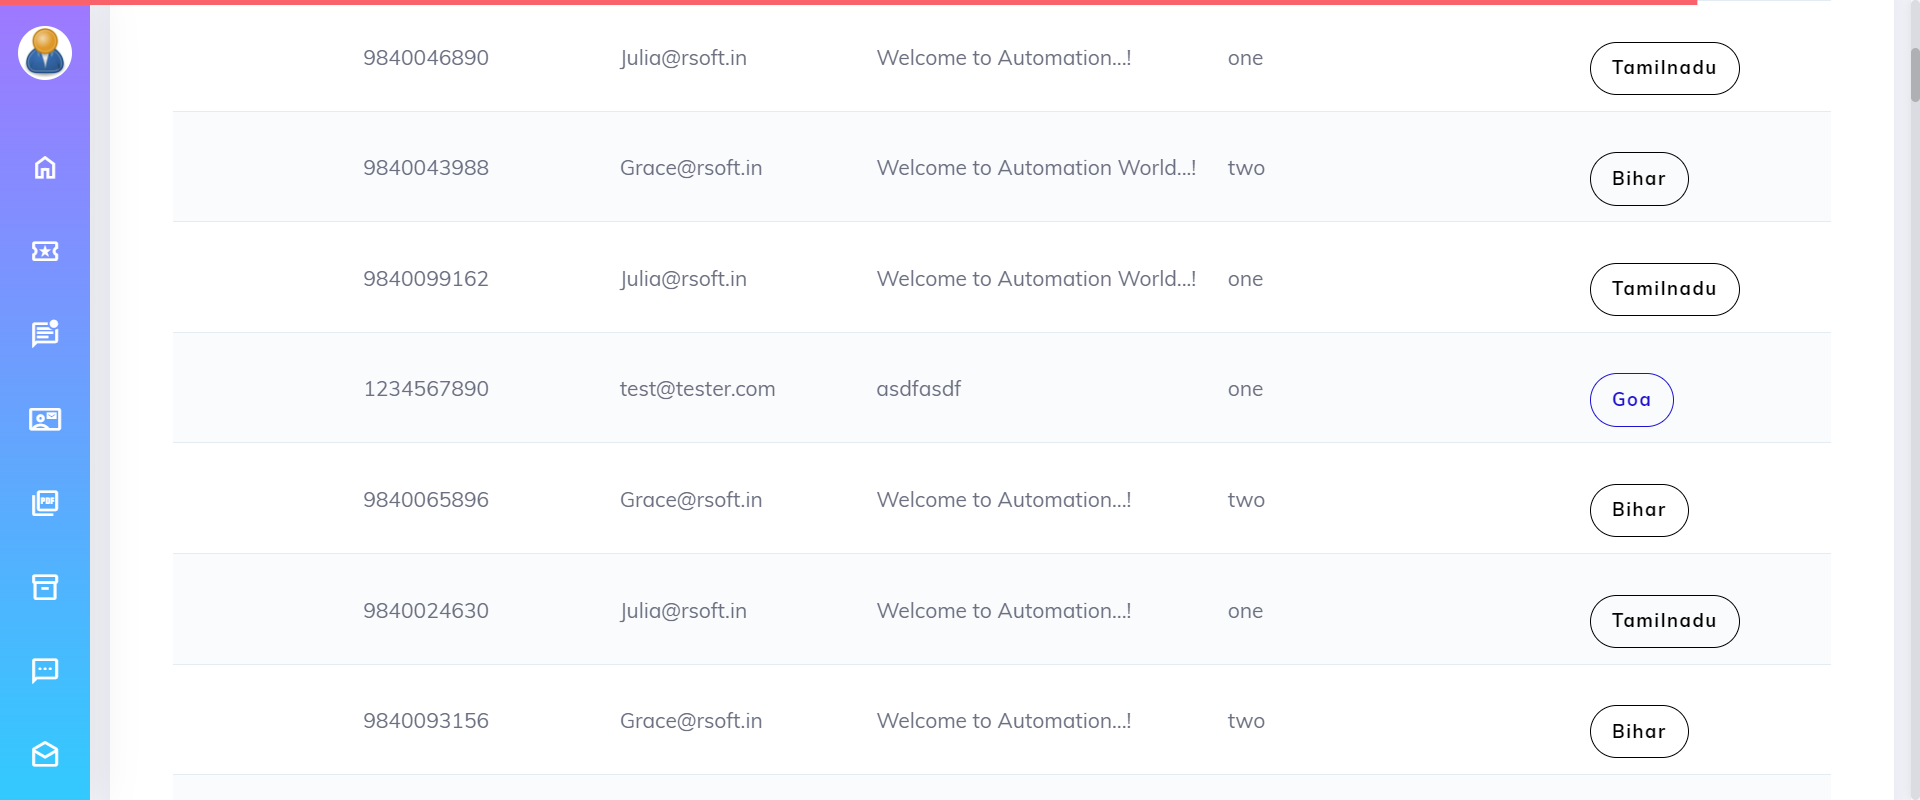 9840046890 Julia@rsoft.in Welcome to Automation...! one Tamilnadu
9840043988 Grace@rsoft.in Welcome to Automation World...! two Bihar
9840099162 Julia@rsoft.in Welcome to Automation World...! one Tamilnadu
1234567890 test@tester.com asdfasdf one Goa
9840065896 Grace@rsoft.in Welcome to Automation...! two Bihar
9840024630 Julia@rsoft.in Welcome to Automation...! one Tamilnadu
9840093156 Grace@rsoft.in Welcome to Automation...! two Bihar
PDF